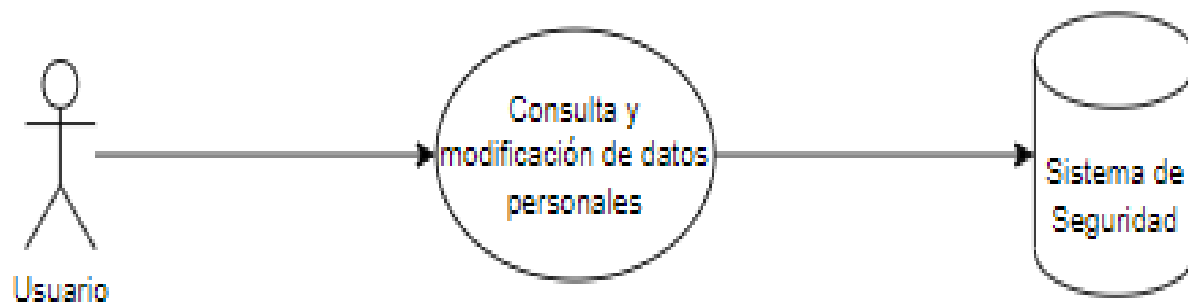 Consulta y
modificación de datos
personales
Sistema de
Seguridad
Usuario